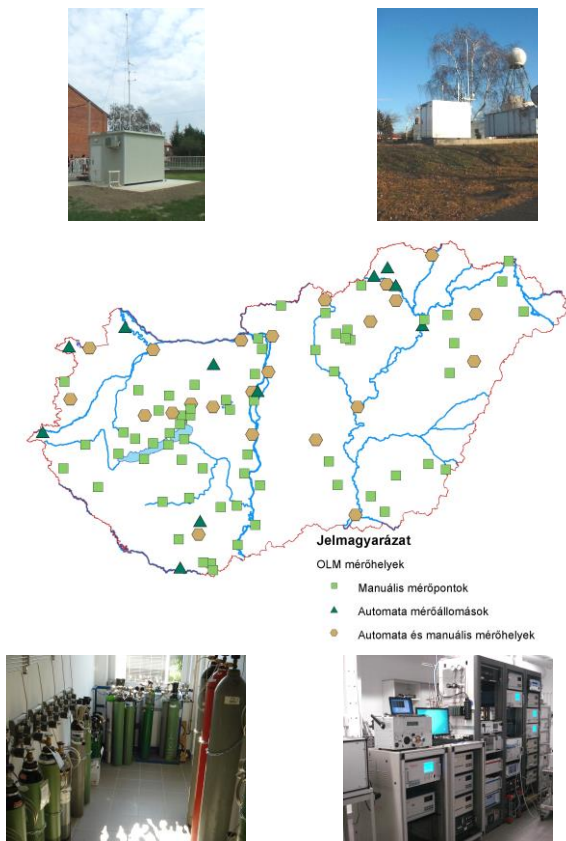 Jelmagyarázat
OLM mérőhelyek
Manuális mérőpontok
Automata mérőállomások
Automata és manuális mérőhelyek